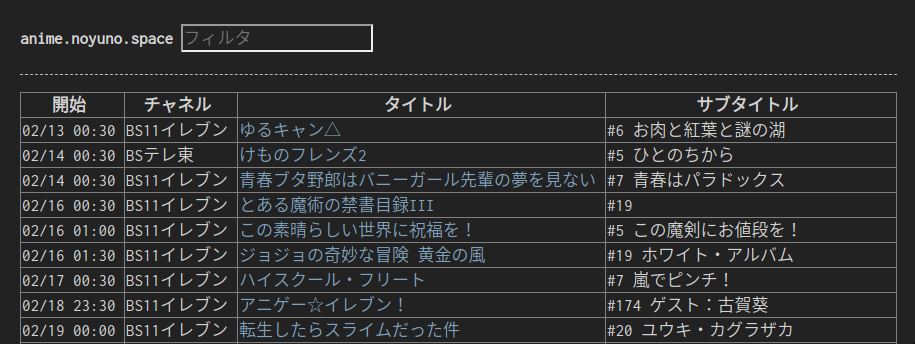 anime.noyuno.space フィルタ
開始 チャネル タイトル サブタイトル
02/13 00:30 BS11イレブン ゆるキャン△ #6 お肉と紅葉と謎の湖
02/14 00:30 BSテレ東 けものフレンズ2 #5 ひとのちから
02/14 00:30 BS11イレブン 青春ブタ野郎はバニーガール先輩の夢を見ない #7 青春はパラドックス
02/16 00:30 BS11イレブン とある魔術の禁書目録III #19
02/16 01:00 BS11イレブン この素晴らしい世界に祝福を! #5 この魔剣にお値段を!
02/16 01:30 BS11イレブン ジョジョの奇妙な冒険 黄金の風 #19 ホワイト・アルバム
02/17 00:30 BS11イレブン ハイスクール・フリート #7 嵐でピンチ!
02/18 23:30 BS11イレブン アニゲー☆イレブン! #174 ゲスト:古賀葵
02/19 00:00 BS11イレブン 転生したらスライムだった件 #20 ユウキ・カグラザカ